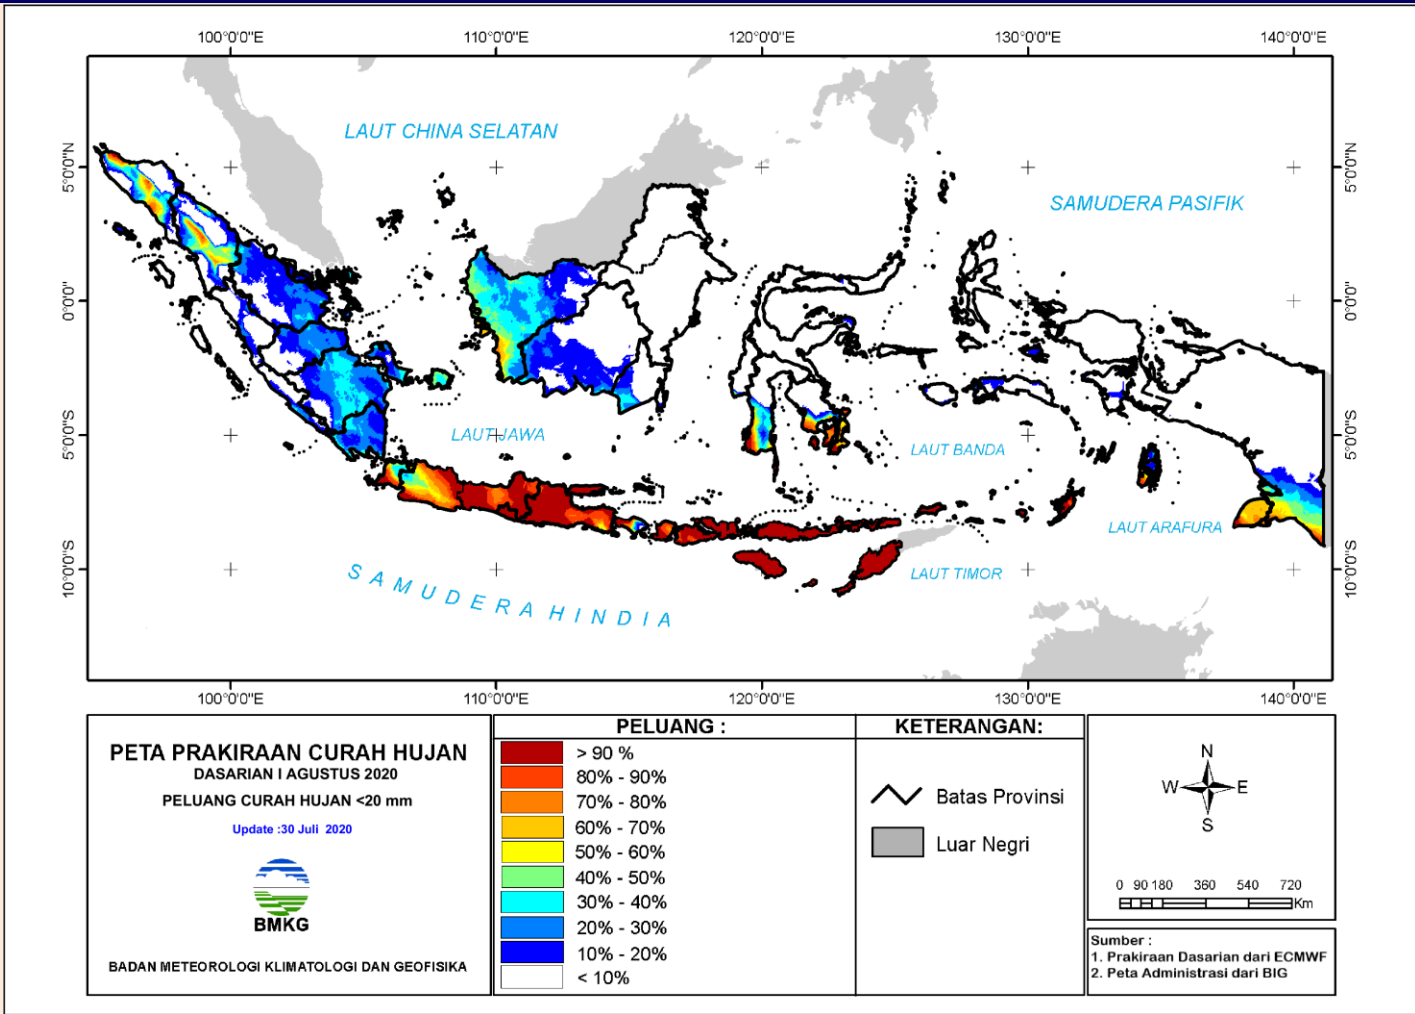 100°0'0"E 110°0'0"E 120°0'0"E 130°0'0"E 140°0'0"E
LAUT CHINA SELATAN
5°0'0"N
5°0'0"N
SAMUDERA PASIFIK
0°0'0"
0°0'0"
LAUT JAWA
5°0'0"S
5°0'0"S
LAUT BANDA
LAUT ARAFURA
10°0'0"S
10°0'0"S
LAUT TIMOR
SAMUDERA HINDIA
100°0'0"E 110°0'0"E 120°0'0"E 130°0'0"E 140°0'0"E
PETA PRAKIRAAN CURAH HUJAN
DASARIAN I AGUSTUS 2020
PELUANG CURAH HUJAN <20 mm
Update :30 Juli 2020
BMKG
BADAN METEOROLOGI KLIMATOLOGI DAN GEOFISIKA
PELUANG :
> 90 %
80% - 90%
70% - 80%
60% - 70%
50% - 60%
40% - 50%
30% - 40%
20% - 30%
10% - 20%
< 10%
KETERANGAN:
Batas Provinsi
Luar Negri
N
W E
S
0 90 180 360 540 720
Km
Sumber :
1. Prakiraan Dasarian dari ECMWF
2. Peta Administrasi dari BIG